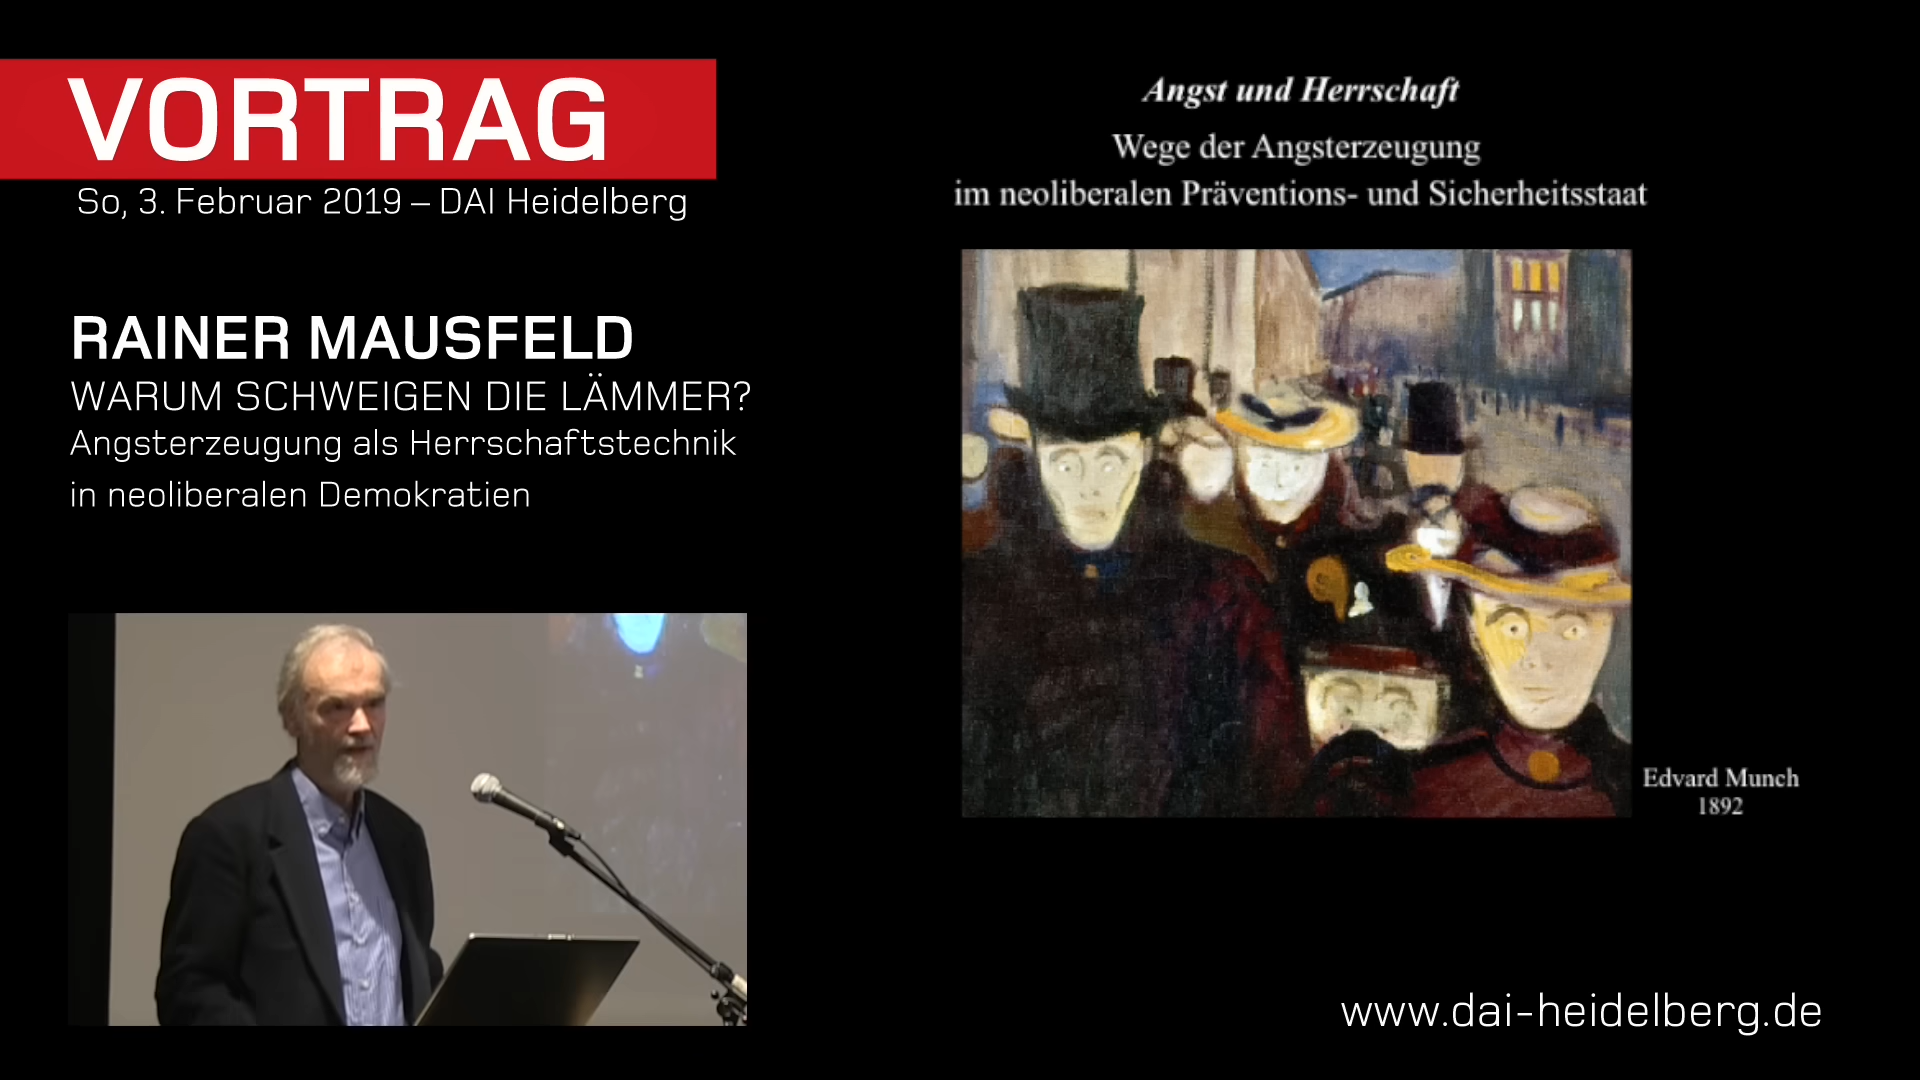 VORTRAG
So, 3. Februar 2019 – DAI Heidelberg
RAINER MAUSFELD
WARUM SCHWEIGEN DIE LÄMMER?
Angsterzeugung als Herrschaftstechnik
in neoliberalen Demokratien
Angst und Herrschaft
Wege der Angsterzeugung
im neoliberalen Präventions- und Sicherheitsstaat
Edvard Munch
1892
www.dai-heidelberg.de